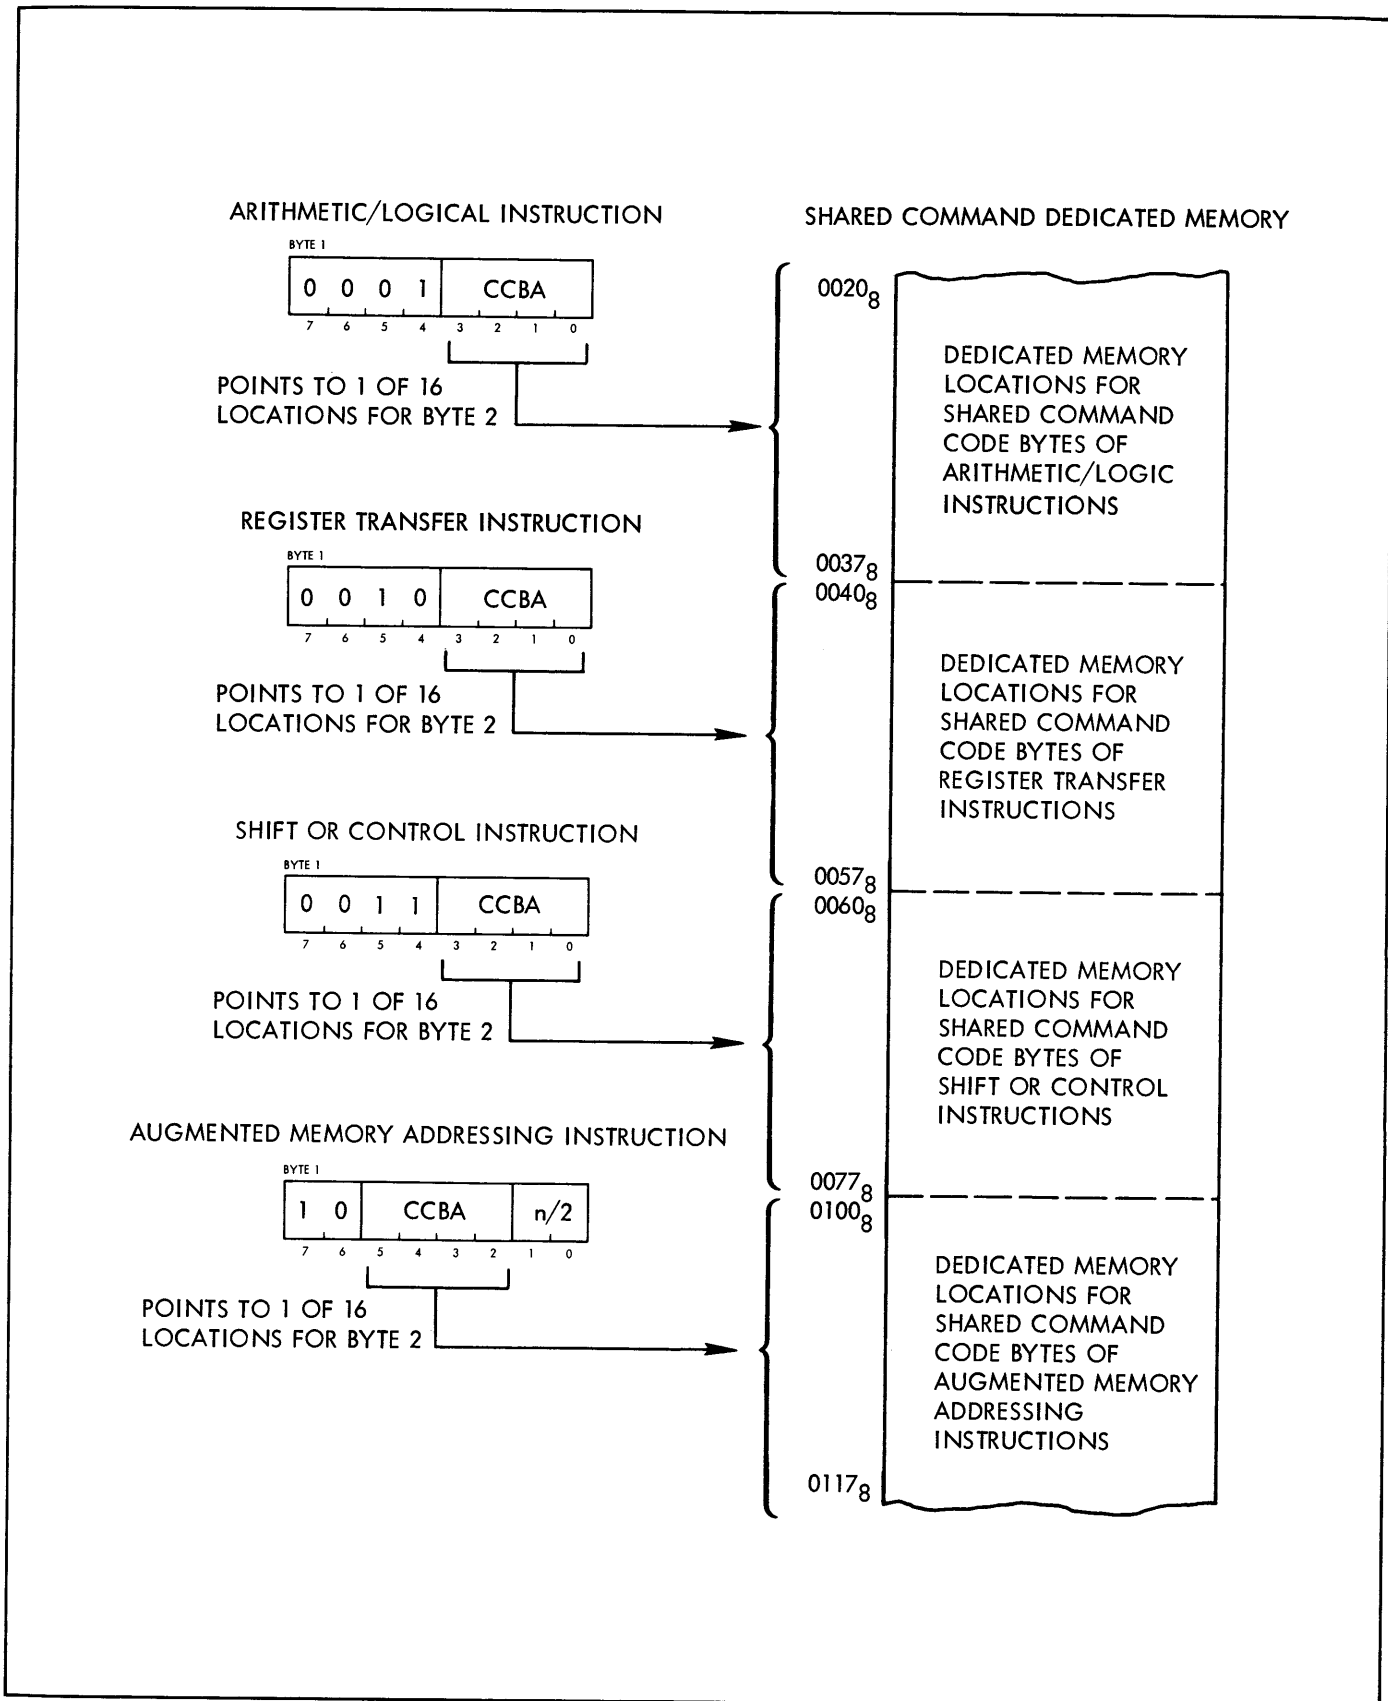 ARITHMETIC/LOGICAL INSTRUCTION
BYTE 1
0 0 0 1 CCBA
7 6 5 4 3 2 1 0
POINTS TO 1 OF 16
LOCATIONS FOR BYTE 2
REGISTER TRANSFER INSTRUCTION
BYTE 1
0 0 1 0 CCBA
7 6 5 4 3 2 1 0
POINTS TO 1 OF 16
LOCATIONS FOR BYTE 2
SHIFT OR CONTROL INSTRUCTION
BYTE 1
0 0 1 1 CCBA
7 6 5 4 3 2 1 0
POINTS TO 1 OF 16
LOCATIONS FOR BYTE 2
AUGMENTED MEMORY ADDRESSING INSTRUCTION
BYTE 1
1 0 CCBA n/2
7 6 5 4 3 2 1 0
POINTS TO 1 OF 16
LOCATIONS FOR BYTE 2
SHARED COMMAND DEDICATED MEMORY
0020₈
DEDICATED MEMORY
LOCATIONS FOR
SHARED COMMAND
CODE BYTES OF
ARITHMETIC/LOGIC
INSTRUCTIONS
0037₈
0040₈
DEDICATED MEMORY
LOCATIONS FOR
SHARED COMMAND
CODE BYTES OF
REGISTER TRANSFER
INSTRUCTIONS
0057₈
0060₈
DEDICATED MEMORY
LOCATIONS FOR
SHARED COMMAND
CODE BYTES OF
SHIFT OR CONTROL
INSTRUCTIONS
0077₈
0100₈
DEDICATED MEMORY
LOCATIONS FOR
SHARED COMMAND
CODE BYTES OF
AUGMENTED MEMORY
ADDRESSING
INSTRUCTIONS
0117₈